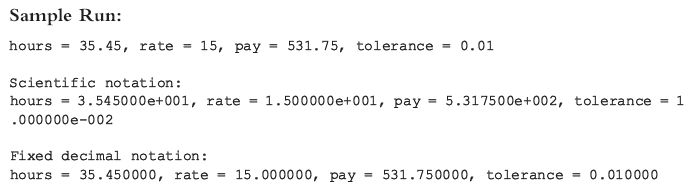 Sample Run:
hours = 35.45, rate = 15, pay = 531.75, tolerance = 0.01
Scientific notation:
hours = 3.545000e+001, rate = 1.500000e+001, pay = 5.317500e+002, tolerance = 1
.000000e-002
Fixed decimal notation:
hours = 35.450000, rate = 15.000000, pay = 531.750000, tolerance = 0.010000